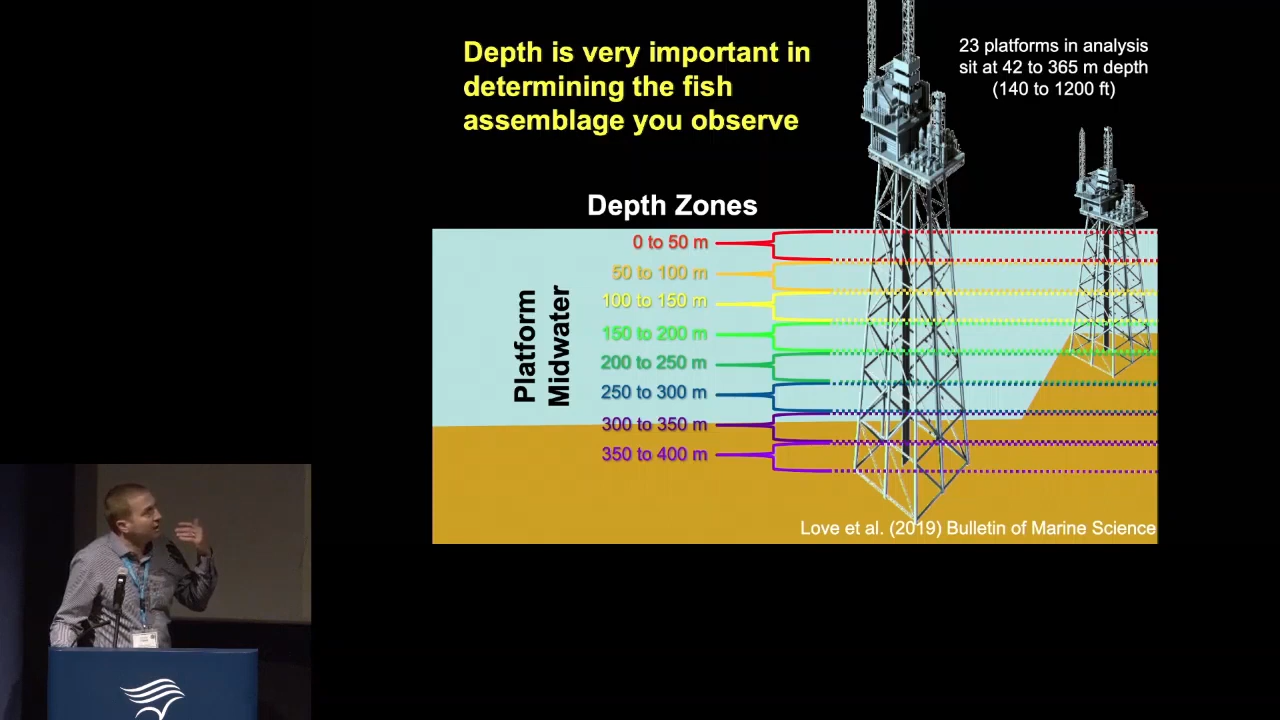 Depth is very important in
determining the fish
assemblage you observe
23 platforms in analysis
sit at 42 to 365 m depth
(140 to 1200 ft)
Depth Zones
0 to 50 m
50 to 100 m
100 to 150 m
150 to 200 m
200 to 250 m
250 to 300 m
300 to 350 m
350 to 400 m
Platform
Midwater
Love et al. (2019) Bulletin of Marine Science